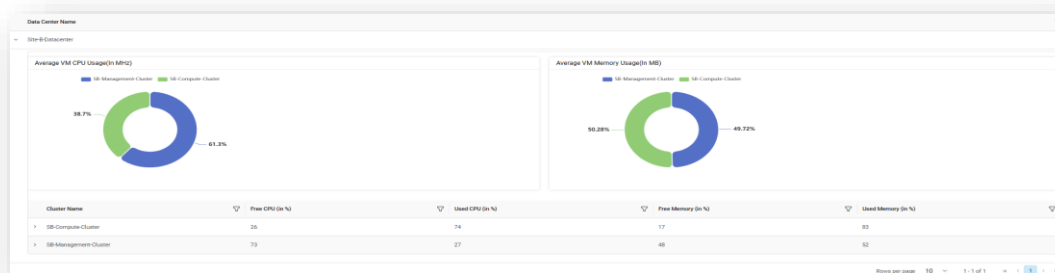 Data Center Name
Site-B-Datacenter
Average VM CPU Usage(In MHz) Average VM Memory Usage(In MB)
SB-Management-Cluster SB-Compute-Cluster SB-Management-Cluster SB-Compute-Cluster
38.7%
61.3%
50.28% 49.72%
Cluster Name Free CPU (in %) Used CPU (in %) Free Memory (in %) Used Memory (in %)
SB-Compute-Cluster 26 74 17 83
SB-Management-Cluster 73 27 48 52
Rows per page 10 1 - 1 of 1 1